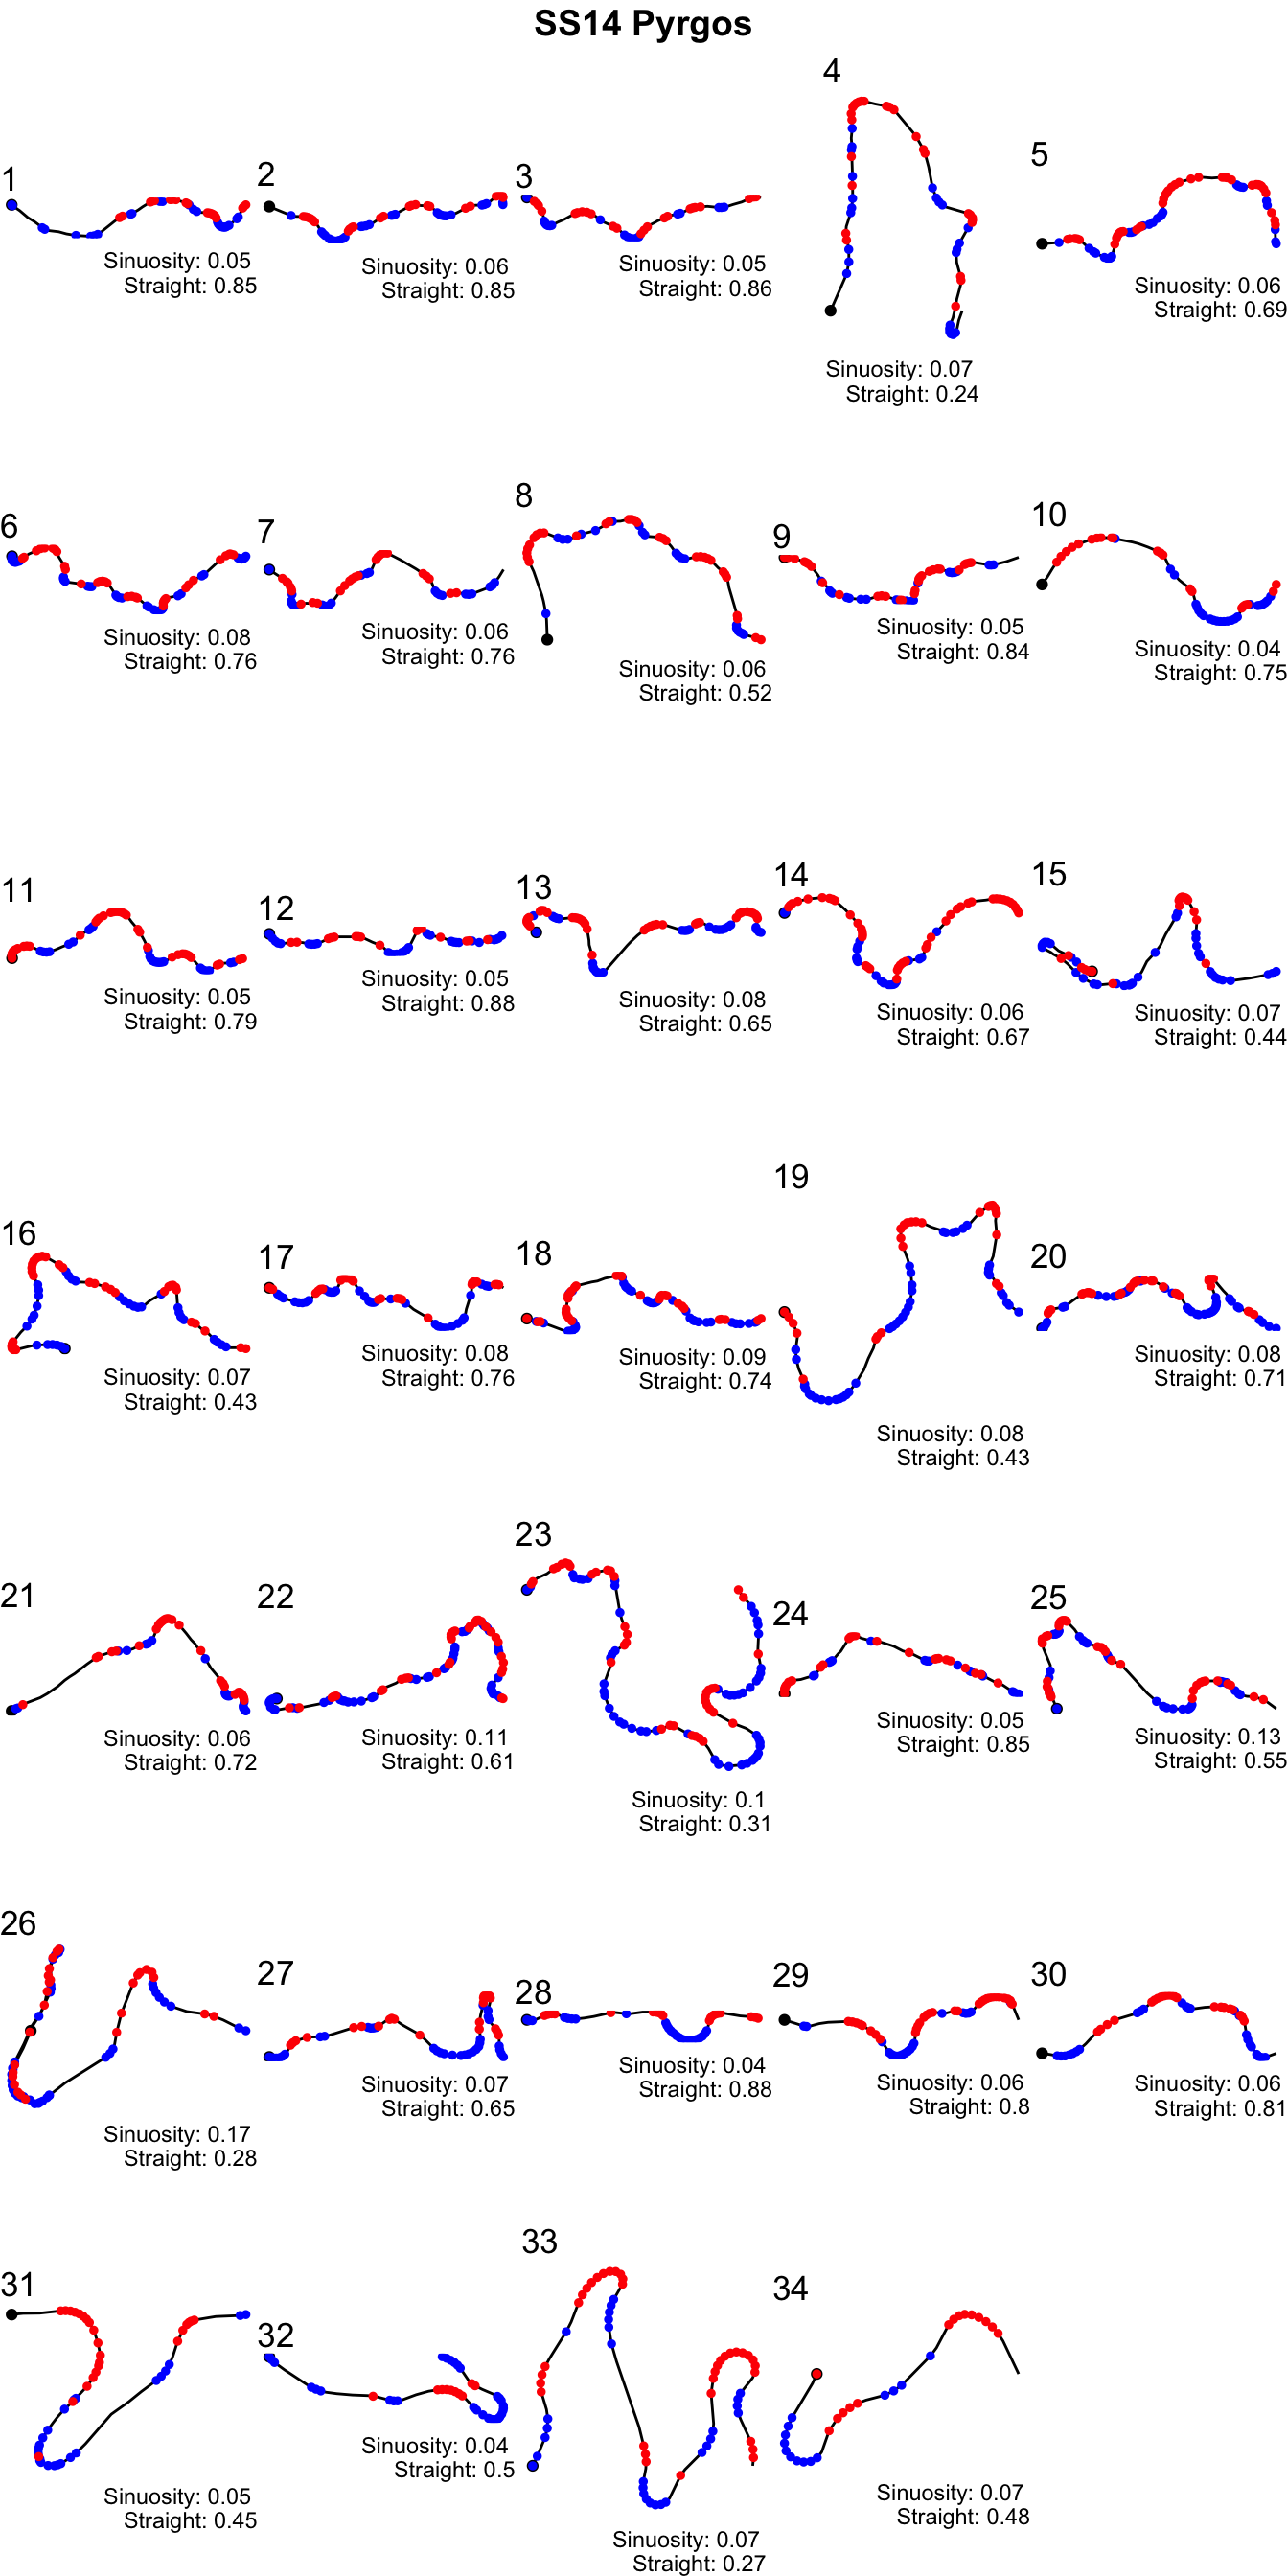 SS14 Pyrgos
1
Sinuosity: 0.05
Straight: 0.85
2
Sinuosity: 0.06
Straight: 0.85
3
Sinuosity: 0.05
Straight: 0.86
4
Sinuosity: 0.07
Straight: 0.24
5
Sinuosity: 0.06
Straight: 0.69
6
Sinuosity: 0.08
Straight: 0.76
7
Sinuosity: 0.06
Straight: 0.76
8
Sinuosity: 0.06
Straight: 0.52
9
Sinuosity: 0.05
Straight: 0.84
10
Sinuosity: 0.04
Straight: 0.75
11
Sinuosity: 0.05
Straight: 0.79
12
Sinuosity: 0.05
Straight: 0.88
13
Sinuosity: 0.08
Straight: 0.65
14
Sinuosity: 0.06
Straight: 0.67
15
Sinuosity: 0.07
Straight: 0.44
16
Sinuosity: 0.07
Straight: 0.43
17
Sinuosity: 0.08
Straight: 0.76
18
Sinuosity: 0.09
Straight: 0.74
19
Sinuosity: 0.08
Straight: 0.43
20
Sinuosity: 0.08
Straight: 0.71
21
Sinuosity: 0.06
Straight: 0.72
22
Sinuosity: 0.11
Straight: 0.61
23
Sinuosity: 0.1
Straight: 0.31
24
Sinuosity: 0.05
Straight: 0.85
25
Sinuosity: 0.13
Straight: 0.55
26
Sinuosity: 0.17
Straight: 0.28
27
Sinuosity: 0.07
Straight: 0.65
28
Sinuosity: 0.04
Straight: 0.88
29
Sinuosity: 0.06
Straight: 0.8
30
Sinuosity: 0.06
Straight: 0.81
31
Sinuosity: 0.05
Straight: 0.45
32
Sinuosity: 0.04
Straight: 0.5
33
Sinuosity: 0.07
Straight: 0.27
34
Sinuosity: 0.07
Straight: 0.48